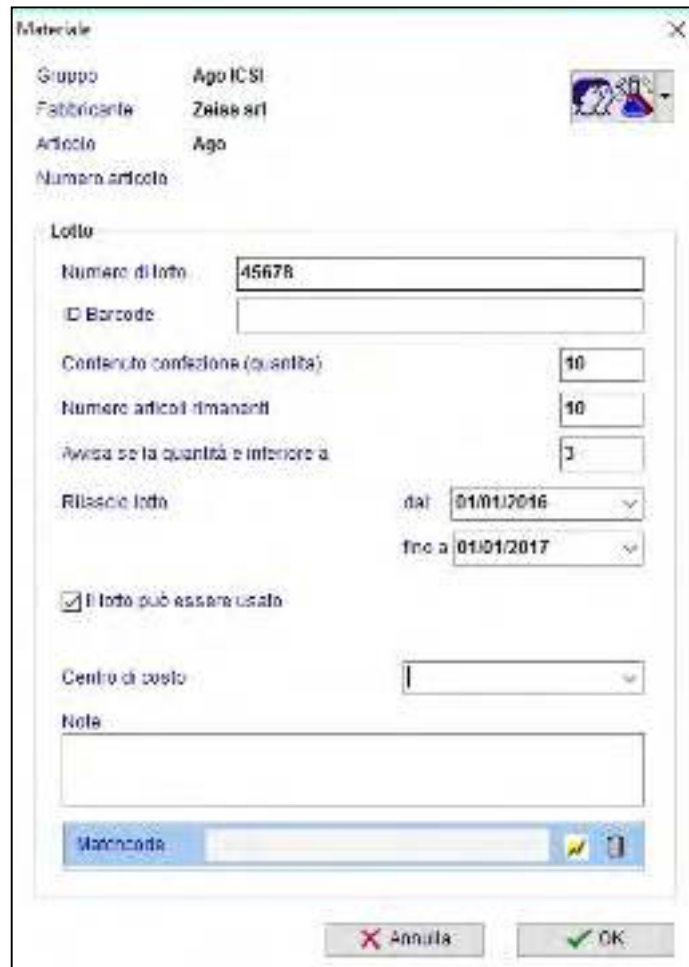 Materiale
Gruppo Ago ICSI
Fabbricante Zeiss srl
Articolo Ago
Numero articolo
Lotto
Numero di lotto 45678
ID Barcode
Contenuto confezione (quantita) 10
Numero articoli rimanenti 10
Avvisa se la quantità e inferiore a 3
Rilascio lotto dal 01/01/2016
fino a 01/01/2017
Il lotto può essere usato
Centro di costo
Note
Matchcode
Annulla OK